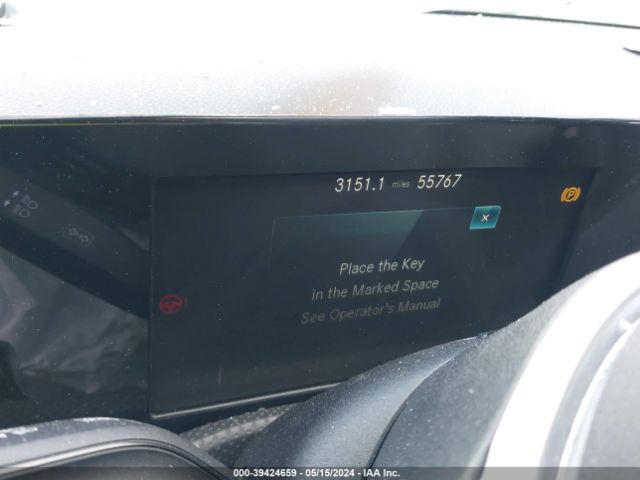 3151.1 miles 55767
x
P
Place the Key
in the Marked Space
See Operator's Manual
000-39424659 - 05/15/2024 - IAA Inc.